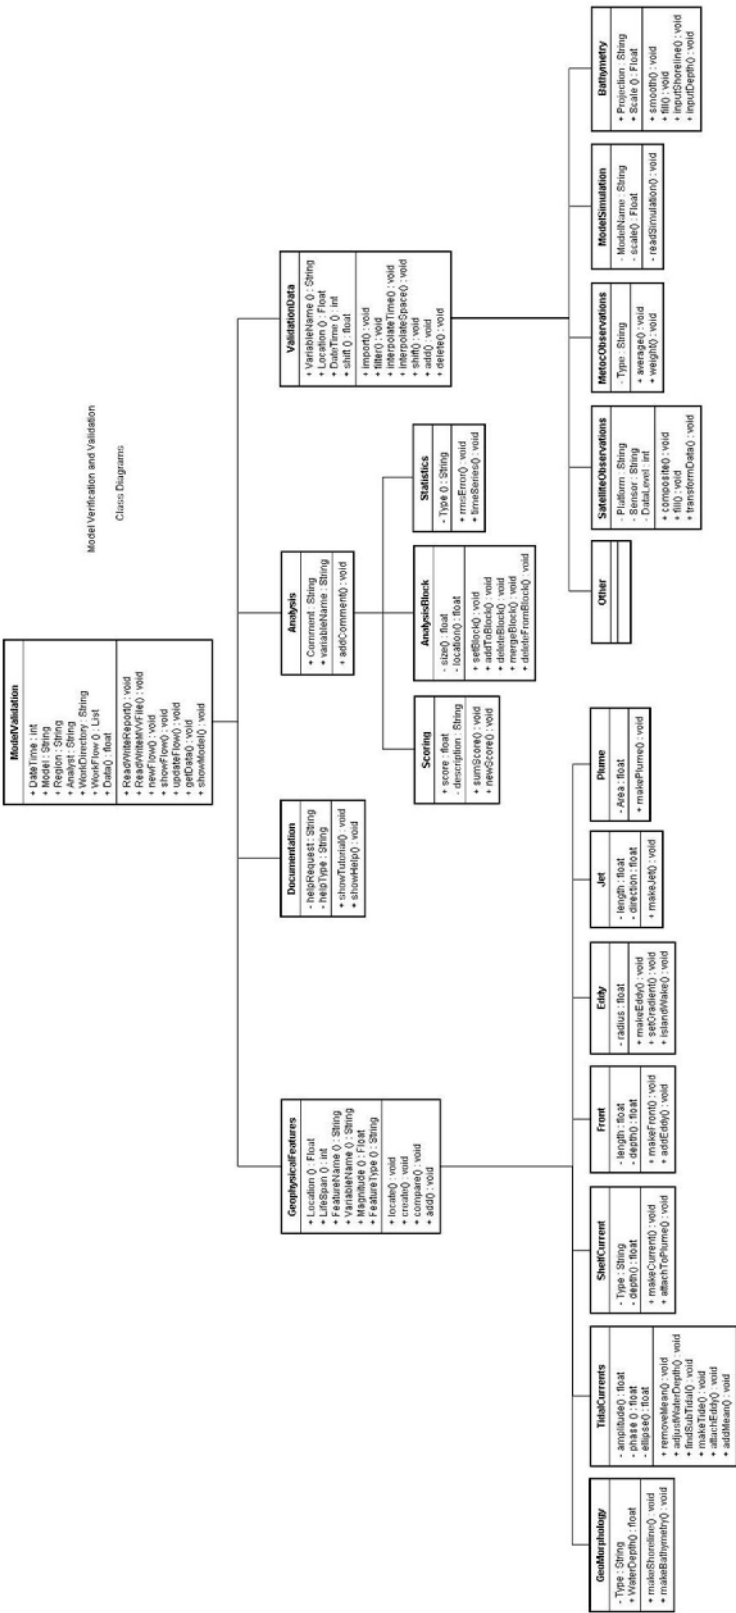 Model Verification and Validation
Class Diagrams
ModelValidation
+ DateTime : int
+ Model : String
+ Region : String
+ Analyst : String
+ WorkDirectory : String
+ WorkFlow () : List
+ Data() : float
+ ReadWriteReport() : void
+ ReadWriteMVVFile() : void
+ newFlow() : void
+ showFlow() : void
+ updateFlow() : void
+ getData() : void
+ showModel() : void
GeophysicalFeatures
+ Location () : Float
+ LifeSpan () : int
+ FeatureName () : String
+ VariableName () : String
+ Magnitude () : Float
+ FeatureType () : String
+ locate() : void
+ create() : void
+ compare() : void
+ add() : void
Documentation
- helpRequest : String
- helpType : String
+ showTutorial() : void
+ showHelp() : void
Analysis
+ Comment : String
+ variableName : String
+ addComment() : void
ValidationData
+ VariableName () : String
+ Location () : Float
+ DateTime () : int
+ shift () : float
+ import() : void
+ filter() : void
+ interpolateTime() : void
+ interpolateSpace() : void
+ shift() : void
+ add() : void
+ delete() : void
Scoring
+ score : float
- description : String
+ sumScore() : void
+ newScore() : void
AnalysisBlock
- size() : float
- location() : float
+ setBlock() : void
+ addToBlock() : void
+ deleteBlock() : void
+ mergeBlock() : void
+ deleteFromBlock() : void
Statistics
- Type () : String
+ rmsError() : void
+ timeSeries() : void
GeoMorphology
- Type : String
+ WaterDepth() : float
+ makeShoreline() : void
+ makeBathymetry() : void
TidalCurrents
- amplitude() : float
- phase () : float
- ellipse() : float
+ removeMean() : void
+ adjustWaterDepth() : void
+ findSubTidal() : void
+ makeTide() : void
+ attachEddy() : void
+ addMean() : void
ShelfCurrent
- Type : String
- depth() : float
+ makeCurrent() : void
+ attachToPlume() : void
Front
- length : float
- depth() : float
+ makeFront() : void
+ addEddy() : void
Eddy
- radius : float
+ makeEddy() : void
+ setGradient() : void
+ islandWake() : void
Jet
- length : float
- direction : float
+ makeJet() : void
Plume
- Area : float
+ makePlume() : void
Other
SatelliteObservations
- Platform : String
- Sensor : String
- DataLevel : int
+ composite() : void
+ fill() : void
+ transformData() : void
MetocObservations
- Type : String
+ average() : void
+ weight() : void
ModelSimulation
- ModelName : String
- scale() : Float
- readSimulation() : void
Bathymetry
+ Projection : String
+ Scale () : Float
+ smooth() : void
+ fill() : void
+ inputShoreline() : void
+ inputDepth() : void